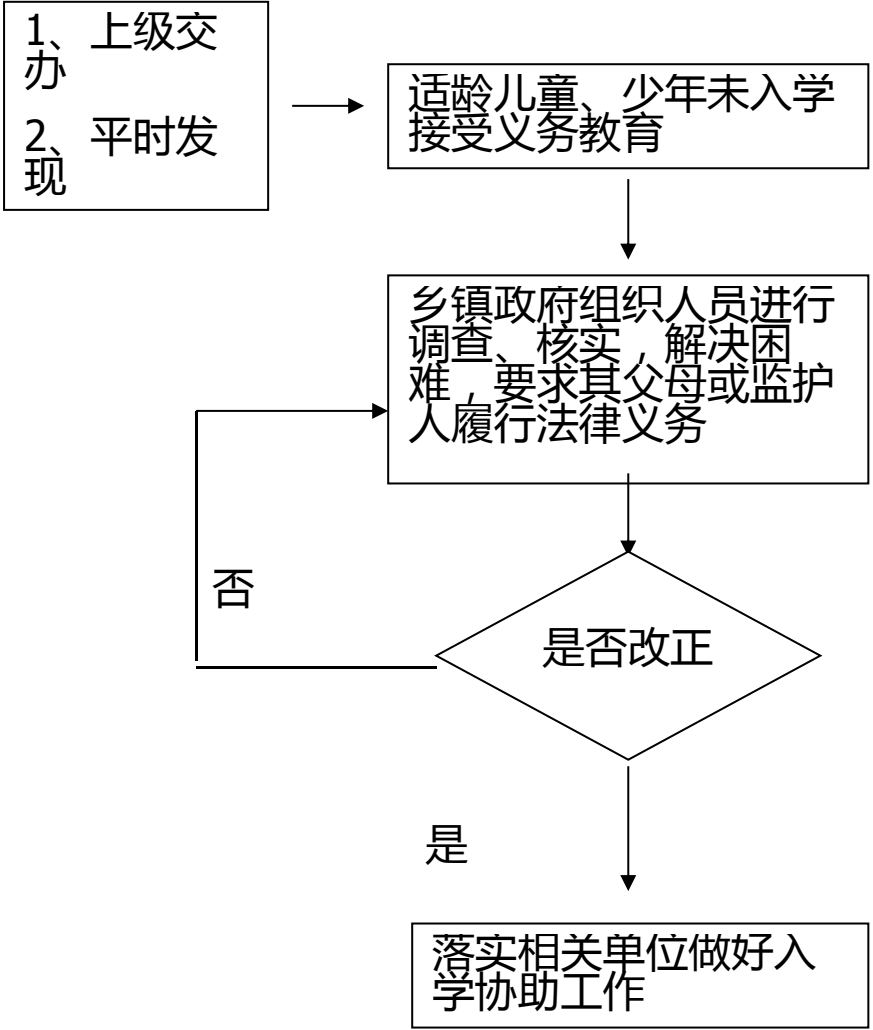 1、上级交
办
2、平时发
现
适龄儿童、少年未入学
接受义务教育
乡镇政府组织人员进行
调查、核实，解决困
难，要求其父母或监护
人履行法律义务
否
是否改正
是
落实相关单位做好入
学协助工作